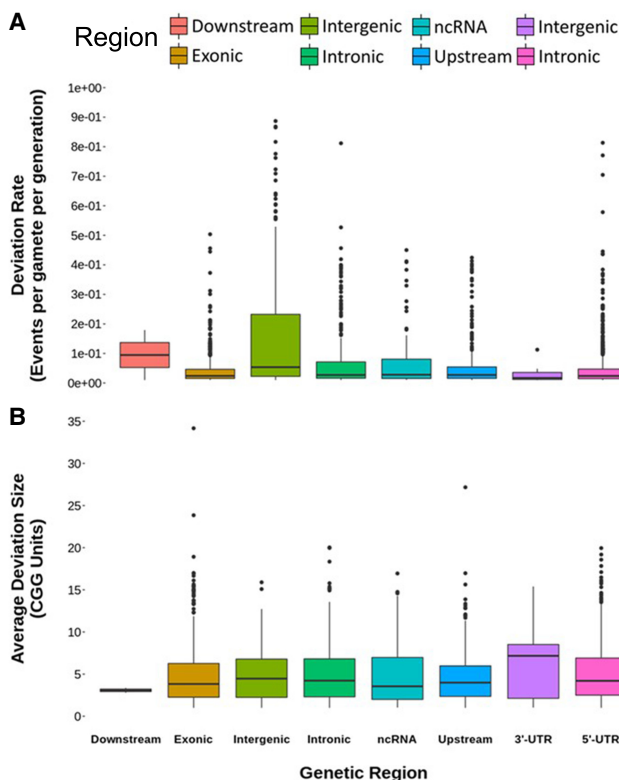 A
Region
Downstream Intergenic ncRNA Intergenic
Exonic Intronic Upstream Intronic
Deviation Rate
(Events per gamete per generation)
1e+00
9e-01
8e-01
7e-01
6e-01
5e-01
4e-01
3e-01
2e-01
1e-01
0e+00
B
Average Deviation Size
(CGG Units)
35
30
25
20
15
10
5
0
Downstream Exonic Intergenic Intronic ncRNA Upstream 3'-UTR 5'-UTR
Genetic Region